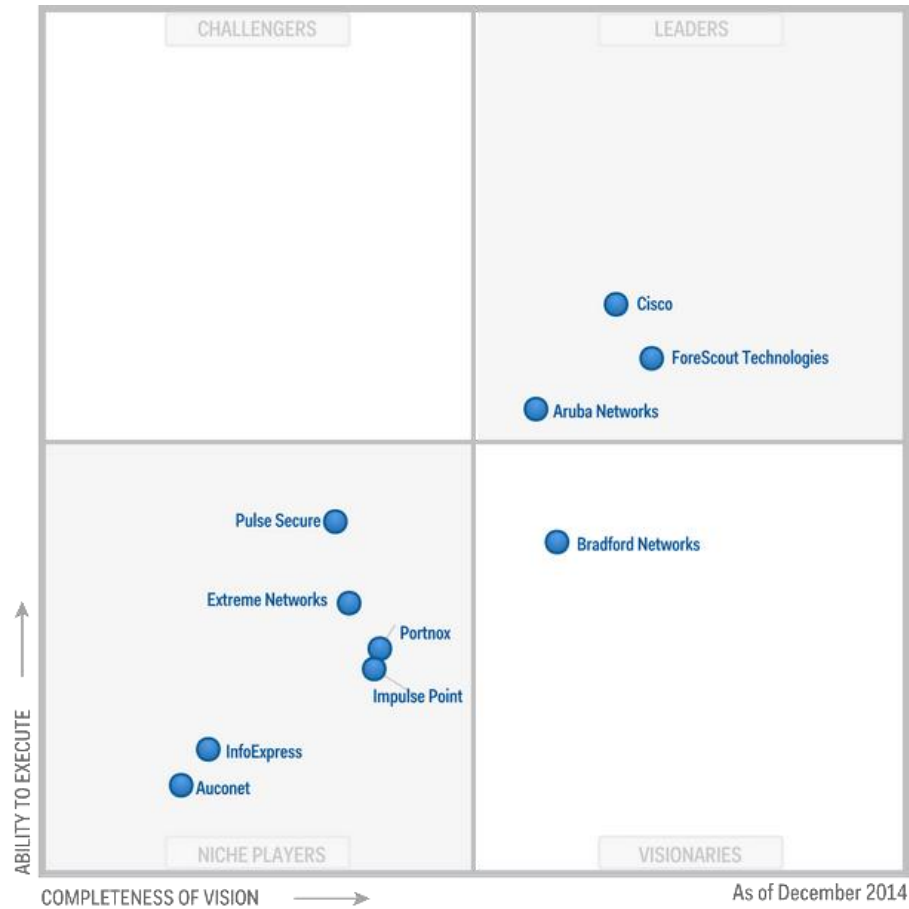 CHALLENGERS
LEADERS
Cisco
ForeScout Technologies
Aruba Networks
Pulse Secure
Bradford Networks
Extreme Networks
Portnox
Impulse Point
InfoExpress
Auconet
NICHE PLAYERS
VISIONARIES
ABILITY TO EXECUTE
COMPLETENESS OF VISION
As of December 2014